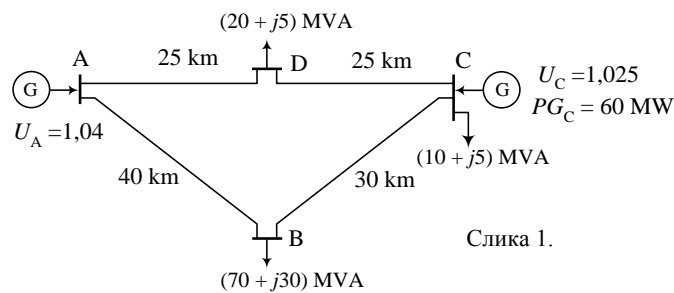 (20 + j5) MVA
A
25 km
D
25 km
C
G
G
U_C =1,025
PG_C = 60 MW
U_A =1,04
(10 + j5) MVA
40 km
30 km
B
Слика 1.
(70 + j30) MVA